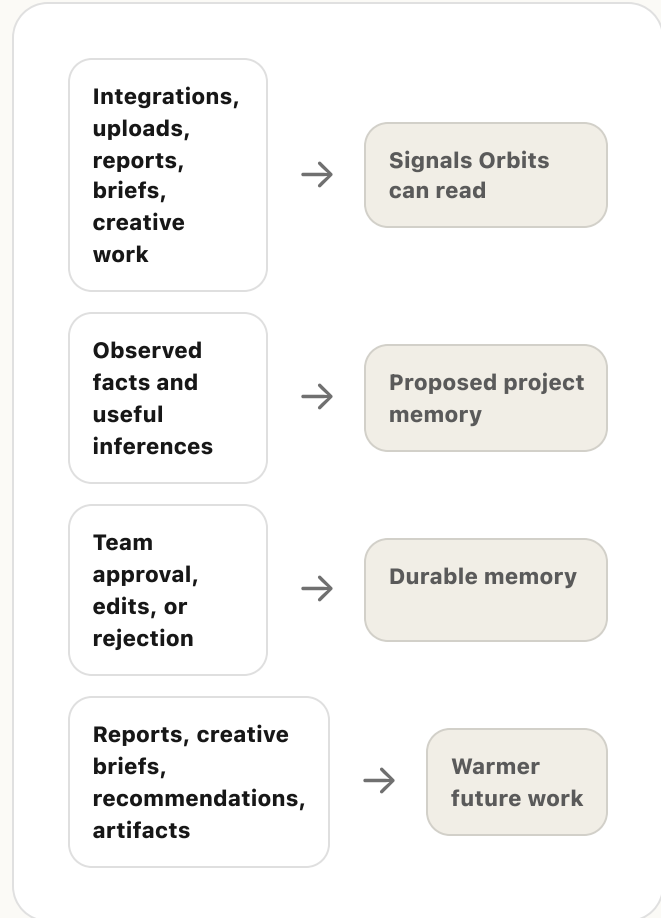 Integrations,
uploads,
reports,
briefs,
creative
work
Signals Orbits
can read
Observed
facts and
useful
inferences
Proposed project
memory
Team
approval,
edits, or
rejection
Durable memory
Reports, creative
briefs,
recommendations,
artifacts
Warmer
future work